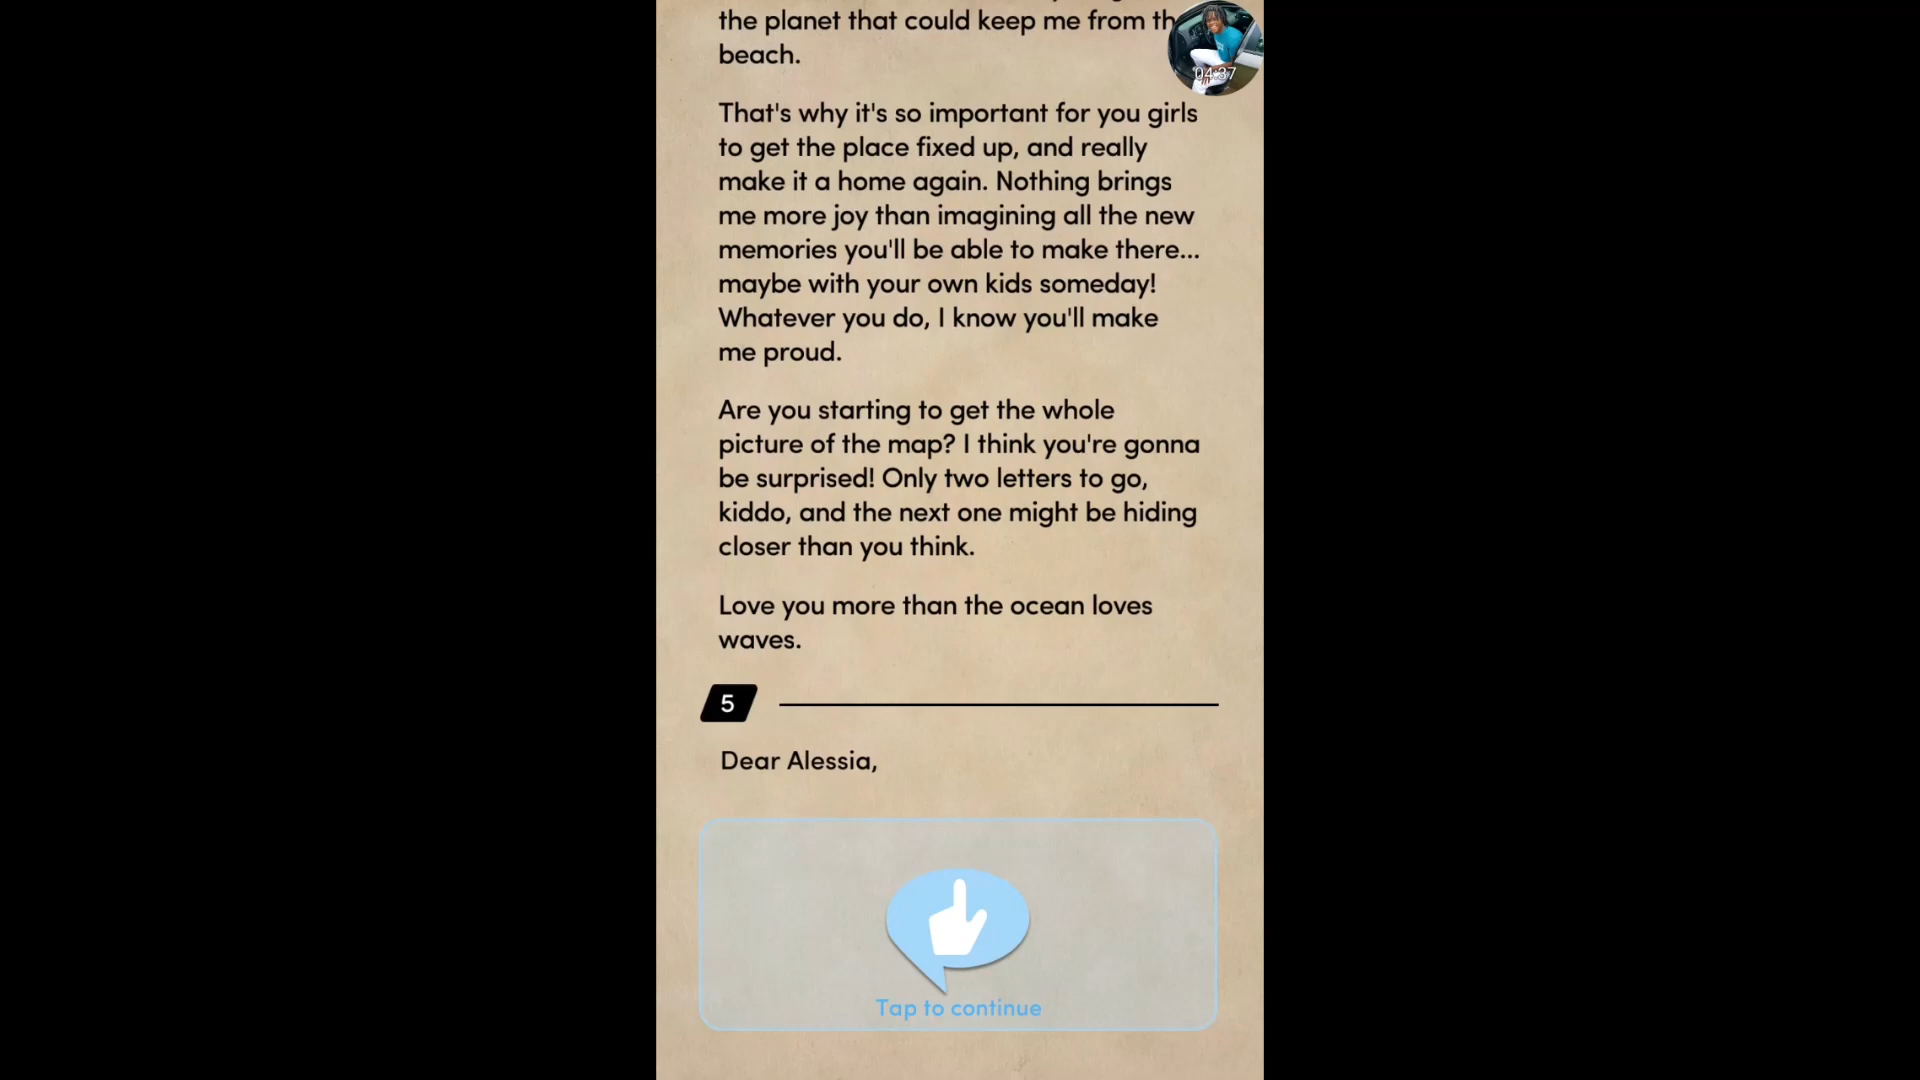 the planet that could keep me from th
beach.
04:37
That's why it's so important for you girls
to get the place fixed up, and really
make it a home again. Nothing brings
me more joy than imagining all the new
memories you'll be able to make there...
maybe with your own kids someday!
Whatever you do, I know you'll make
me proud.
Are you starting to get the whole
picture of the map? I think you're gonna
be surprised! Only two letters to go,
kiddo, and the next one might be hiding
closer than you think.
Love you more than the ocean loves
waves.
5
Dear Alessia,
Tap to continue